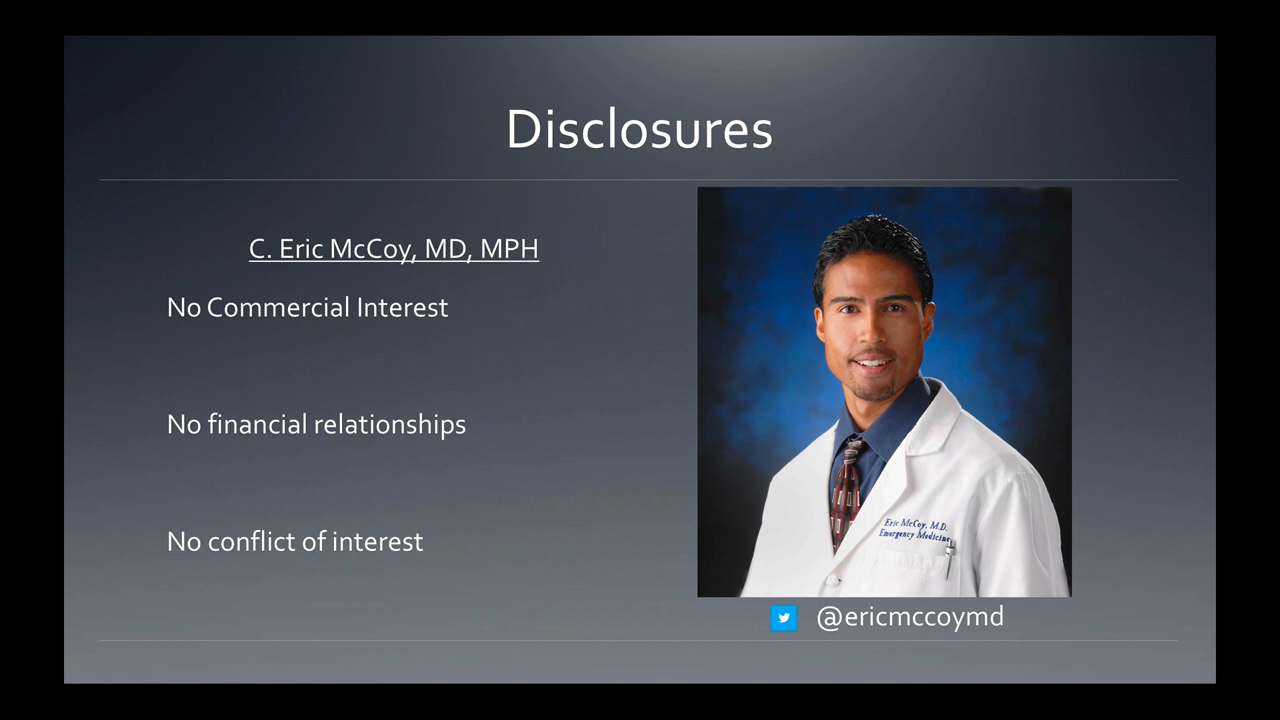 Disclosures
C. Eric McCoy, MD, MPH
No Commercial Interest
No financial relationships
No conflict of interest
Eric McCoy, M.D.
Emergency Medicine
@ericmccoymd